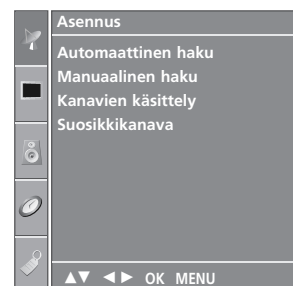 Asennus
Automaattinen haku
Manuaalinen haku
Kanavien käsittely
Suosikkikanava
▲▼ ◄► OK MENU